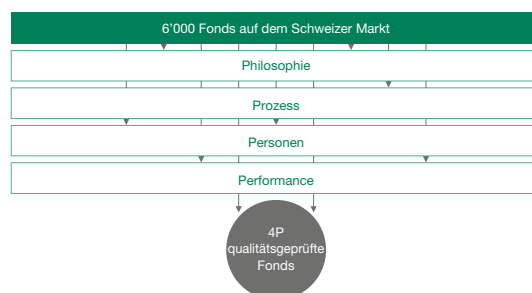 6’000 Fonds auf dem Schweizer Markt
Philosophie
Prozess
Personen
Performance
4P
qualitätsgeprüfte
Fonds